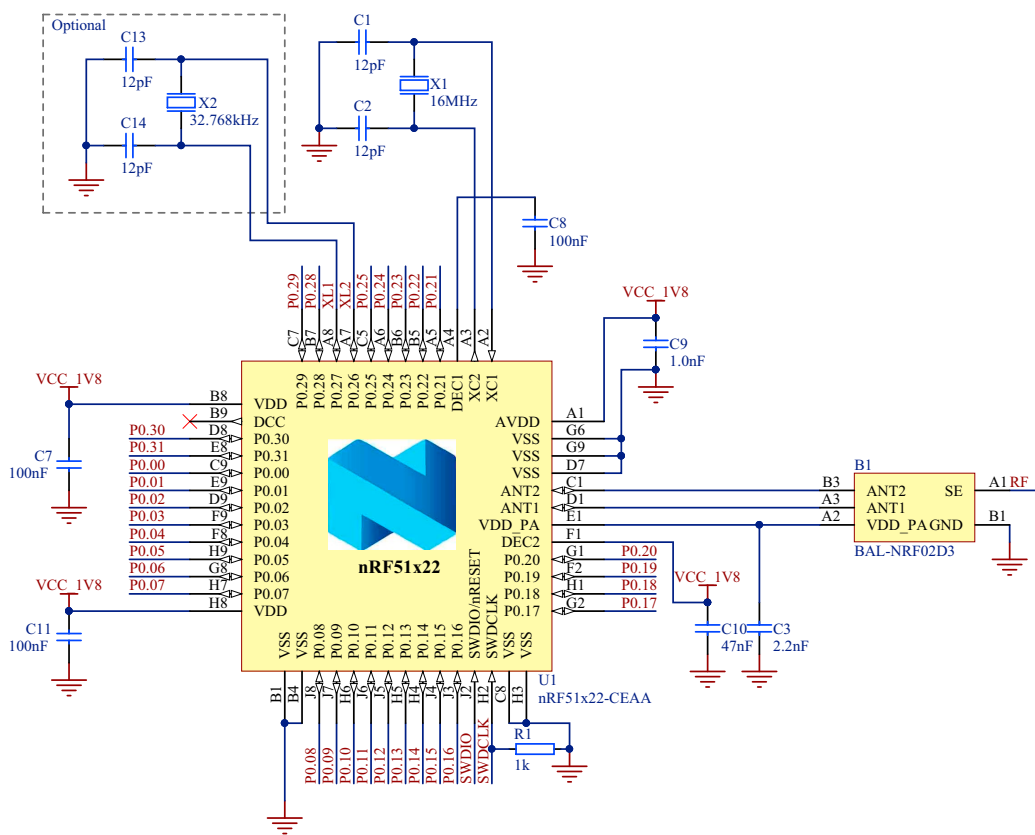 Optional
C13
12pF
X2
32.768kHz
C14
12pF
C1
12pF
X1
16MHz
C2
12pF
C8
100nF
P0.29
P0.28
XL1
XL2
P0.25
P0.24
P0.23
P0.22
P0.21
C7
B7
A8
A7
C5
A6
B6
B5
A5
A4
A3
A2
P0.29
P0.28
P0.27
P0.26
P0.25
P0.24
P0.23
P0.22
P0.21
DEC1
XC2
XC1
VCC_1V8
C9
1.0nF
VCC_1V8
C7
100nF
B8 VDD
B9 DCC
P0.30 D8 P0.30
P0.31 E8 P0.31
P0.00 C9 P0.00
P0.01 E9 P0.01
P0.02 D9 P0.02
P0.03 F9 P0.03
P0.04 F8 P0.04
P0.05 H9 P0.05
P0.06 G8 P0.06
P0.07 H7 P0.07
H8 VDD
VCC_1V8
C11
100nF
nRF51x22
AVDD A1
VSS G6
VSS G9
VSS D7
ANT2 C1
ANT1 D1
VDD_PA E1
DEC2 F1
P0.20 G1 P0.20
P0.19 F2 P0.19
P0.18 H1 P0.18
P0.17 G2 P0.17
B1
B3 ANT2 SE A1 RF
A3 ANT1
A2 VDD_PA GND B1
BAL-NRF02D3
VCC_1V8
C10
47nF
C3
2.2nF
VSS
VSS
P0.08
P0.09
P0.10
P0.11
P0.12
P0.13
P0.14
P0.15
P0.16
SWDIO/nRESET
SWDCLK
VSS
VSS
B1
B4
J8
J7
H6
J6
J5
H5
H4
J4
J3
J2
H2
C8
H3
U1
nRF51x22-CEAA
P0.08
P0.09
P0.10
P0.11
P0.12
P0.13
P0.14
P0.15
P0.16
SWDIO
SWDCLK
R1
1k